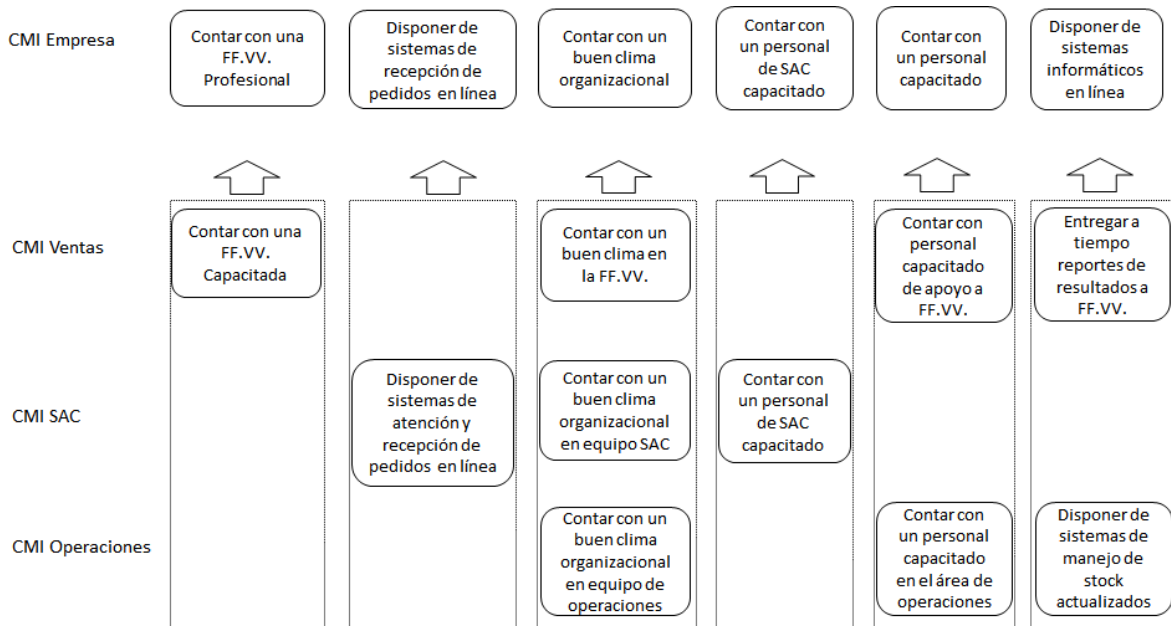 CMI Empresa
Contar con una
FF.VV.
Profesional
Disponer de
sistemas de
recepción de
pedidos en línea
Contar con un
buen clima
organizacional
Contar con
un personal
de SAC
capacitado
Contar con
un personal
capacitado
Disponer de
sistemas
informáticos
en línea
CMI Ventas
Contar con una
FF.VV.
Capacitada
Contar con un
buen clima en
la FF.VV.
Contar con
personal
capacitado
de apoyo a
FF.VV.
Entregar a
tiempo
reportes de
resultados a
FF.VV.
CMI SAC
Disponer de
sistemas de
atención y
recepción de
pedidos en línea
Contar con un
buen clima
organizacional
en equipo SAC
Contar con
un personal
de SAC
capacitado
CMI Operaciones
Contar con un
buen clima
organizacional
en equipo de
operaciones
Contar con
un personal
capacitado
en el área de
operaciones
Disponer de
sistemas de
manejo de
stock
actualizados